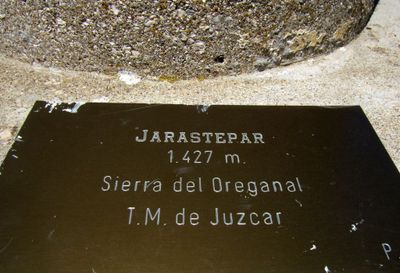 JARASTEPAR
1.427 m.
Sierra del Oreganal
T.M. de Juzcar
P